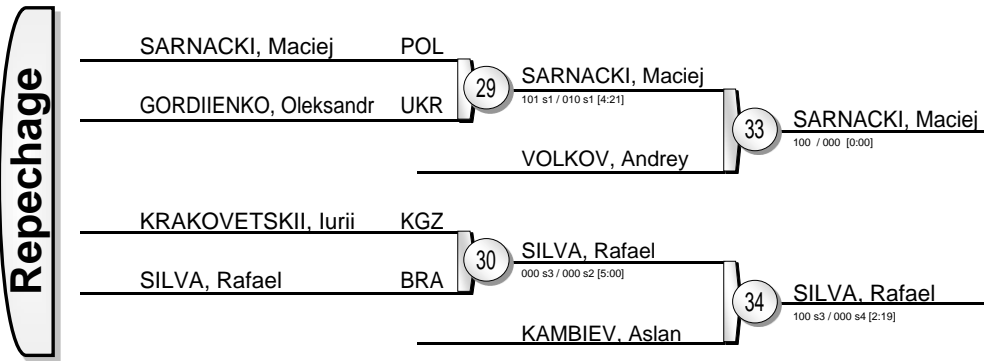 Repechage
SARNACKI, Maciej POL
GORDIIENKO, Oleksandr UKR
29
SARNACKI, Maciej
101 s1 / 010 s1 [4:21]
VOLKOV, Andrey
33
SARNACKI, Maciej
100 / 000 [0:00]
KRAKOVETSKII, Iurii KGZ
SILVA, Rafael BRA
30
SILVA, Rafael
000 s3 / 000 s2 [5:00]
KAMBIEV, Aslan
34
SILVA, Rafael
100 s3 / 000 s4 [2:19]